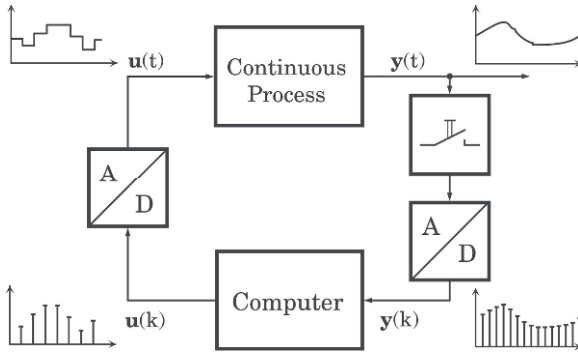 u(t)
Continuous
Process
y(t)
A
D
A
D
Computer
u(k)
y(k)